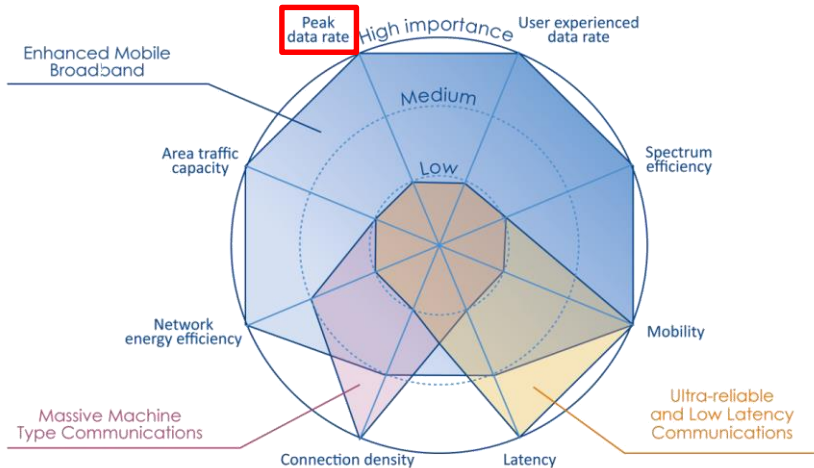 Peak
data rate
High importance
User experienced
data rate
Enhanced Mobile
Broadband
Medium
Area traffic
capacity
Low
Spectrum
efficiency
Network
energy efficiency
Mobility
Massive Machine
Type Communications
Ultra-reliable
and Low Latency
Communications
Connection density
Latency